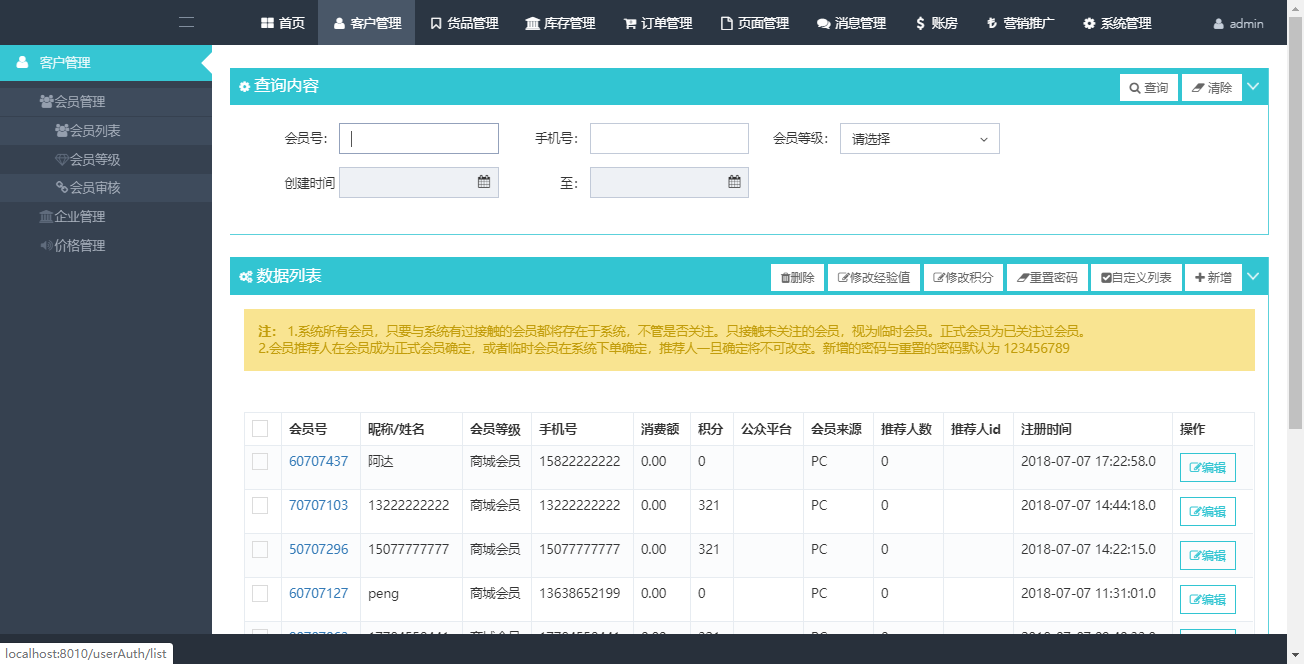 首页 客户管理 货品管理 库存管理 订单管理 页面管理 消息管理 账房 营销推广 系统管理 admin
客户管理
会员管理
会员列表
会员等级
会员审核
企业管理
价格管理
查询内容 查询 清除
会员号： 手机号： 会员等级： 请选择
创建时间 至：
数据列表 删除 修改经验值 修改积分 重置密码 自定义列表 新增
注： 1.系统所有会员，只要与系统有过接触的会员都将存在于系统，不管是否关注。只接触未关注的会员，视为临时会员。正式会员为已关注过会员。
2.会员推荐人在会员成为正式会员确定，或者临时会员在系统下单确定，推荐人一旦确定将不可改变。新增的密码与重置的密码默认为 123456789
会员号 昵称/姓名 会员等级 手机号 消费额 积分 公众平台 会员来源 推荐人数 推荐人id 注册时间 操作
60707437 阿达 商城会员 15822222222 0.00 0 PC 0 2018-07-07 17:22:58.0 编辑
70707103 13222222222 商城会员 13222222222 0.00 321 PC 0 2018-07-07 14:44:18.0 编辑
50707296 15077777777 商城会员 15077777777 0.00 321 PC 0 2018-07-07 14:22:15.0 编辑
60707127 peng 商城会员 13638652199 0.00 0 PC 0 2018-07-07 11:31:01.0 编辑
localhost:8010/userAuth/list